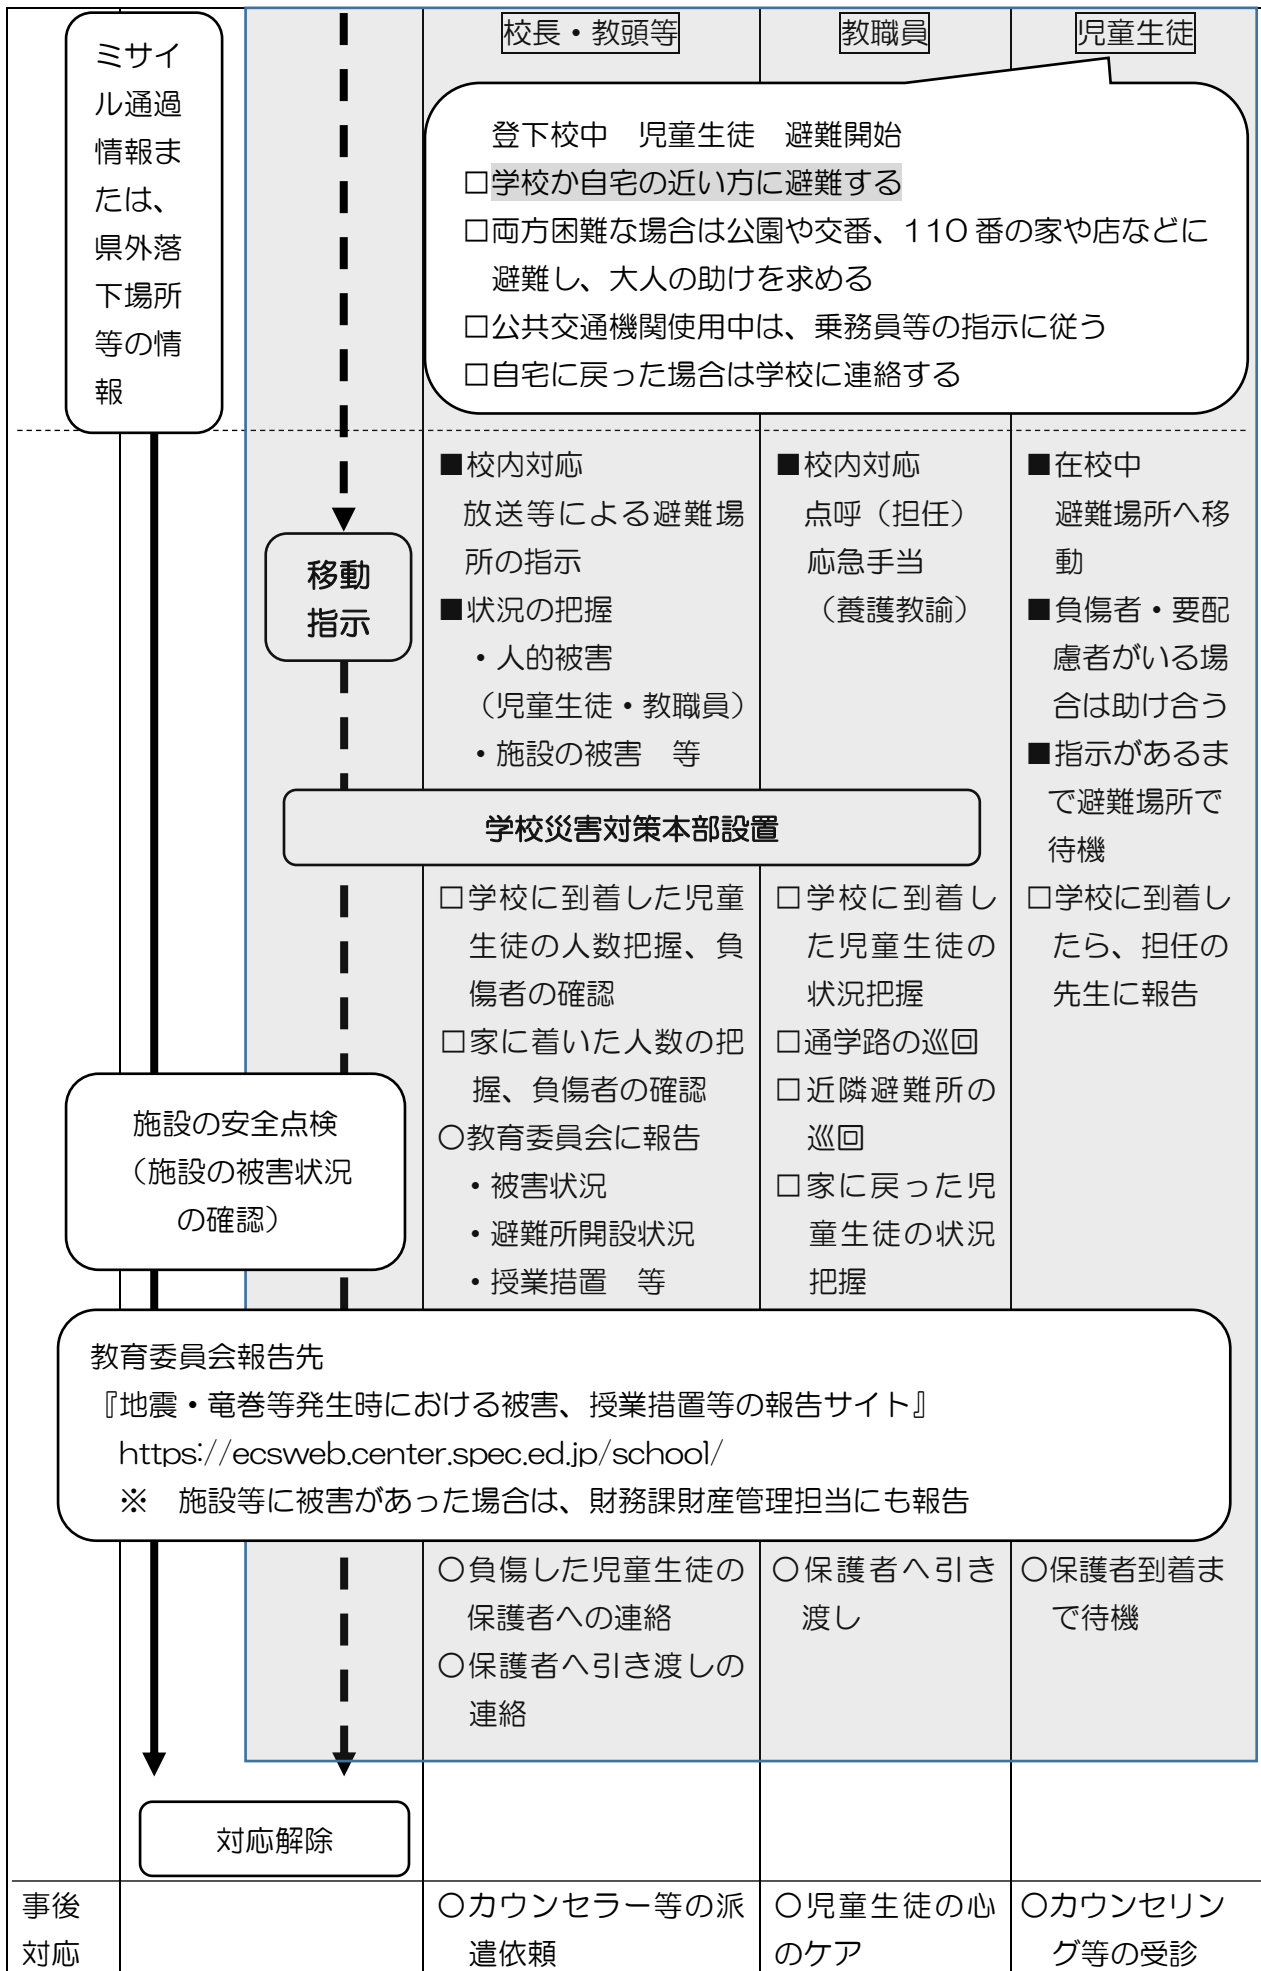 ミサイ
ル通過
情報ま
たは、
県外落
下場所
等の情
報
校長・教頭等
教職員
児童生徒
登下校中　児童生徒　避難開始
□学校か自宅の近い方に避難する
□両方困難な場合は公園や交番、110番の家や店などに
避難し、大人の助けを求める
□公共交通機関使用中は、乗務員等の指示に従う
□自宅に戻った場合は学校に連絡する
移動
指示
■校内対応
放送等による避難場
所の指示
■状況の把握
・人的被害
（児童生徒・教職員）
・施設の被害　等
■校内対応
点呼（担任）
応急手当
（養護教諭）
■在校中
避難場所へ移
動
■負傷者・要配
慮者がいる場
合は助け合う
■指示があるま
で避難場所で
待機
学校災害対策本部設置
□学校に到着した児童
生徒の人数把握、負
傷者の確認
□家に着いた人数の把
握、負傷者の確認
○教育委員会に報告
・被害状況
・避難所開設状況
・授業措置　等
□学校に到着し
た児童生徒の
状況把握
□通学路の巡回
□近隣避難所の
巡回
□家に戻った児
童生徒の状況
把握
□学校に到着し
たら、担任の
先生に報告
施設の安全点検
（施設の被害状況
の確認）
教育委員会報告先
『地震・竜巻等発生時における被害、授業措置等の報告サイト』
https://ecsweb.center.spec.ed.jp/school/
※　施設等に被害があった場合は、財務課財産管理担当にも報告
○負傷した児童生徒の
保護者への連絡
○保護者へ引き渡しの
連絡
○保護者へ引き
渡し
○保護者到着ま
で待機
対応解除
事後
対応
○カウンセラー等の派
遣依頼
○児童生徒の心
のケア
○カウンセリン
グ等の受診